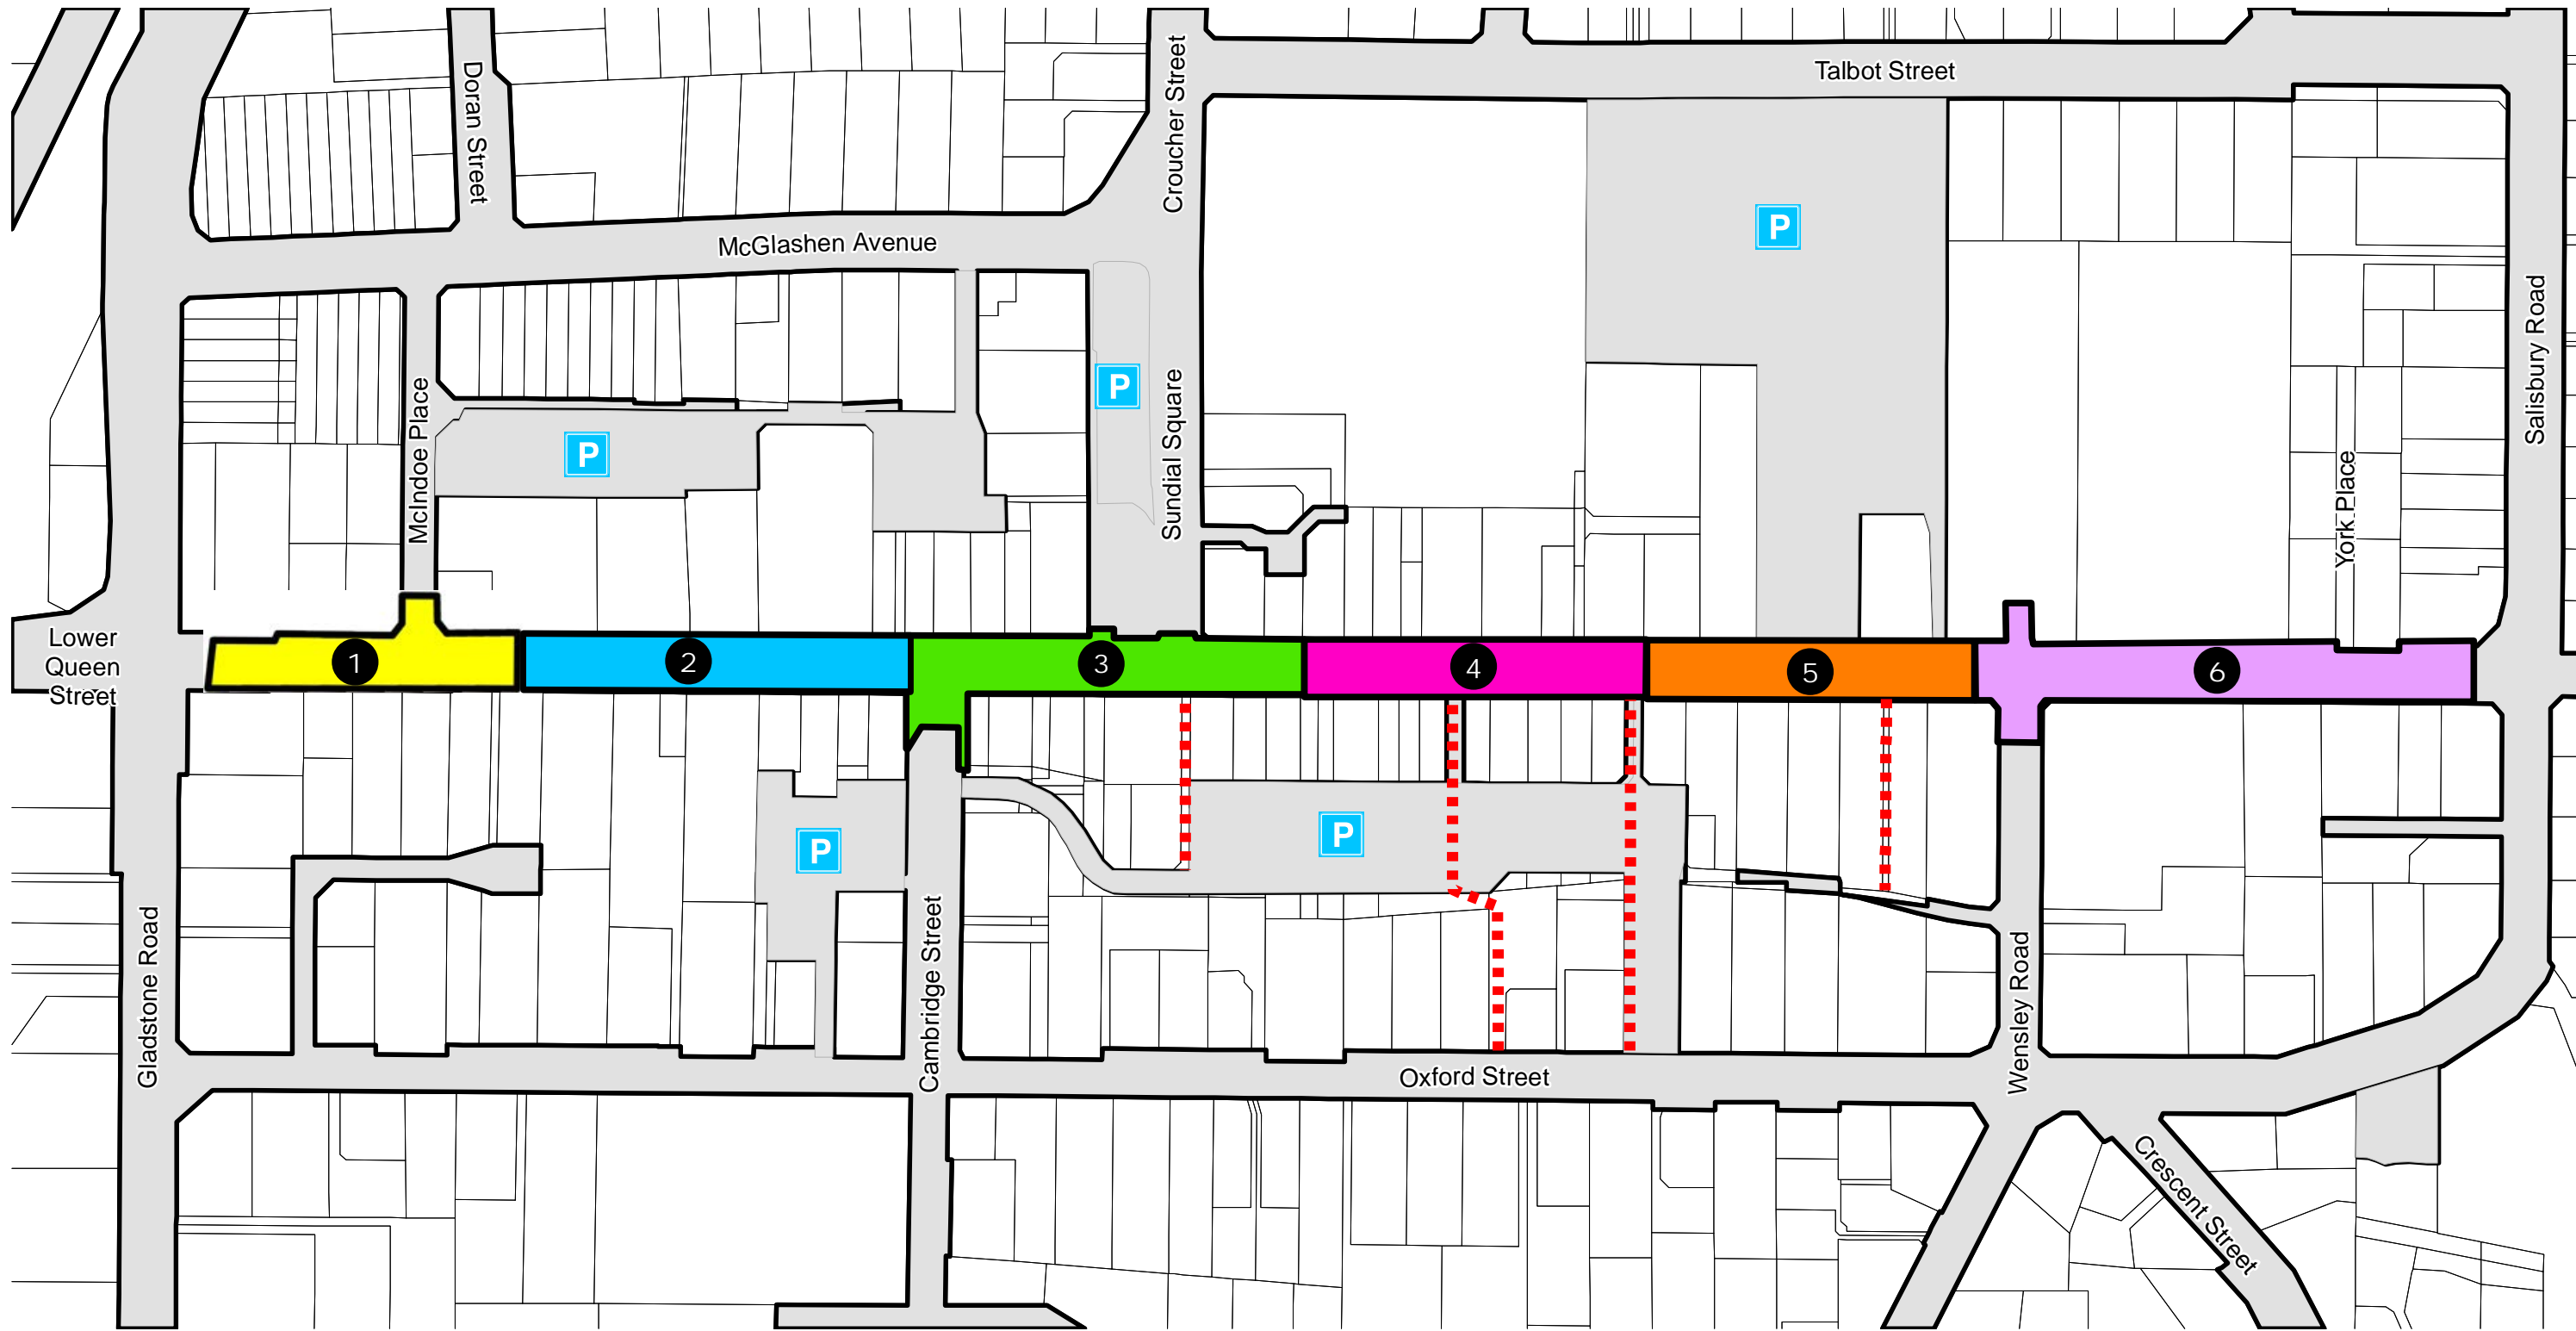 Talbot Street
Doran Street
Croucher Street
McGlashen Avenue
P
Salisbury Road
P
McIndoe Place
Sundial Square
P
York Place
Lower
Queen
Street
1
2
3
4
5
6
P
P
Gladstone Road
Cambridge Street
Wensley Road
Oxford Street
Crescent Street